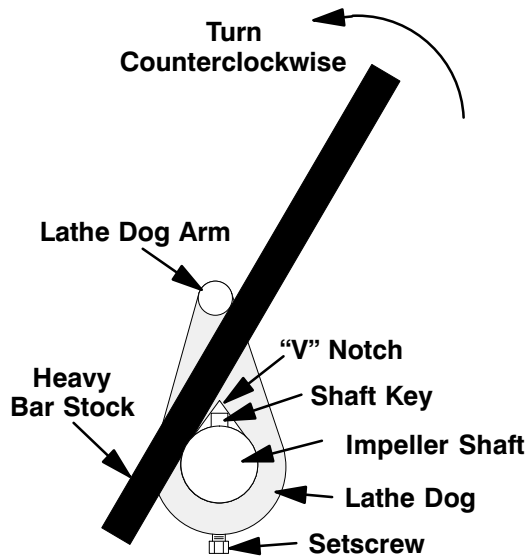 Turn
Counterclockwise
Lathe Dog Arm
“V” Notch
Heavy
Bar Stock
Shaft Key
Impeller Shaft
Lathe Dog
Setscrew